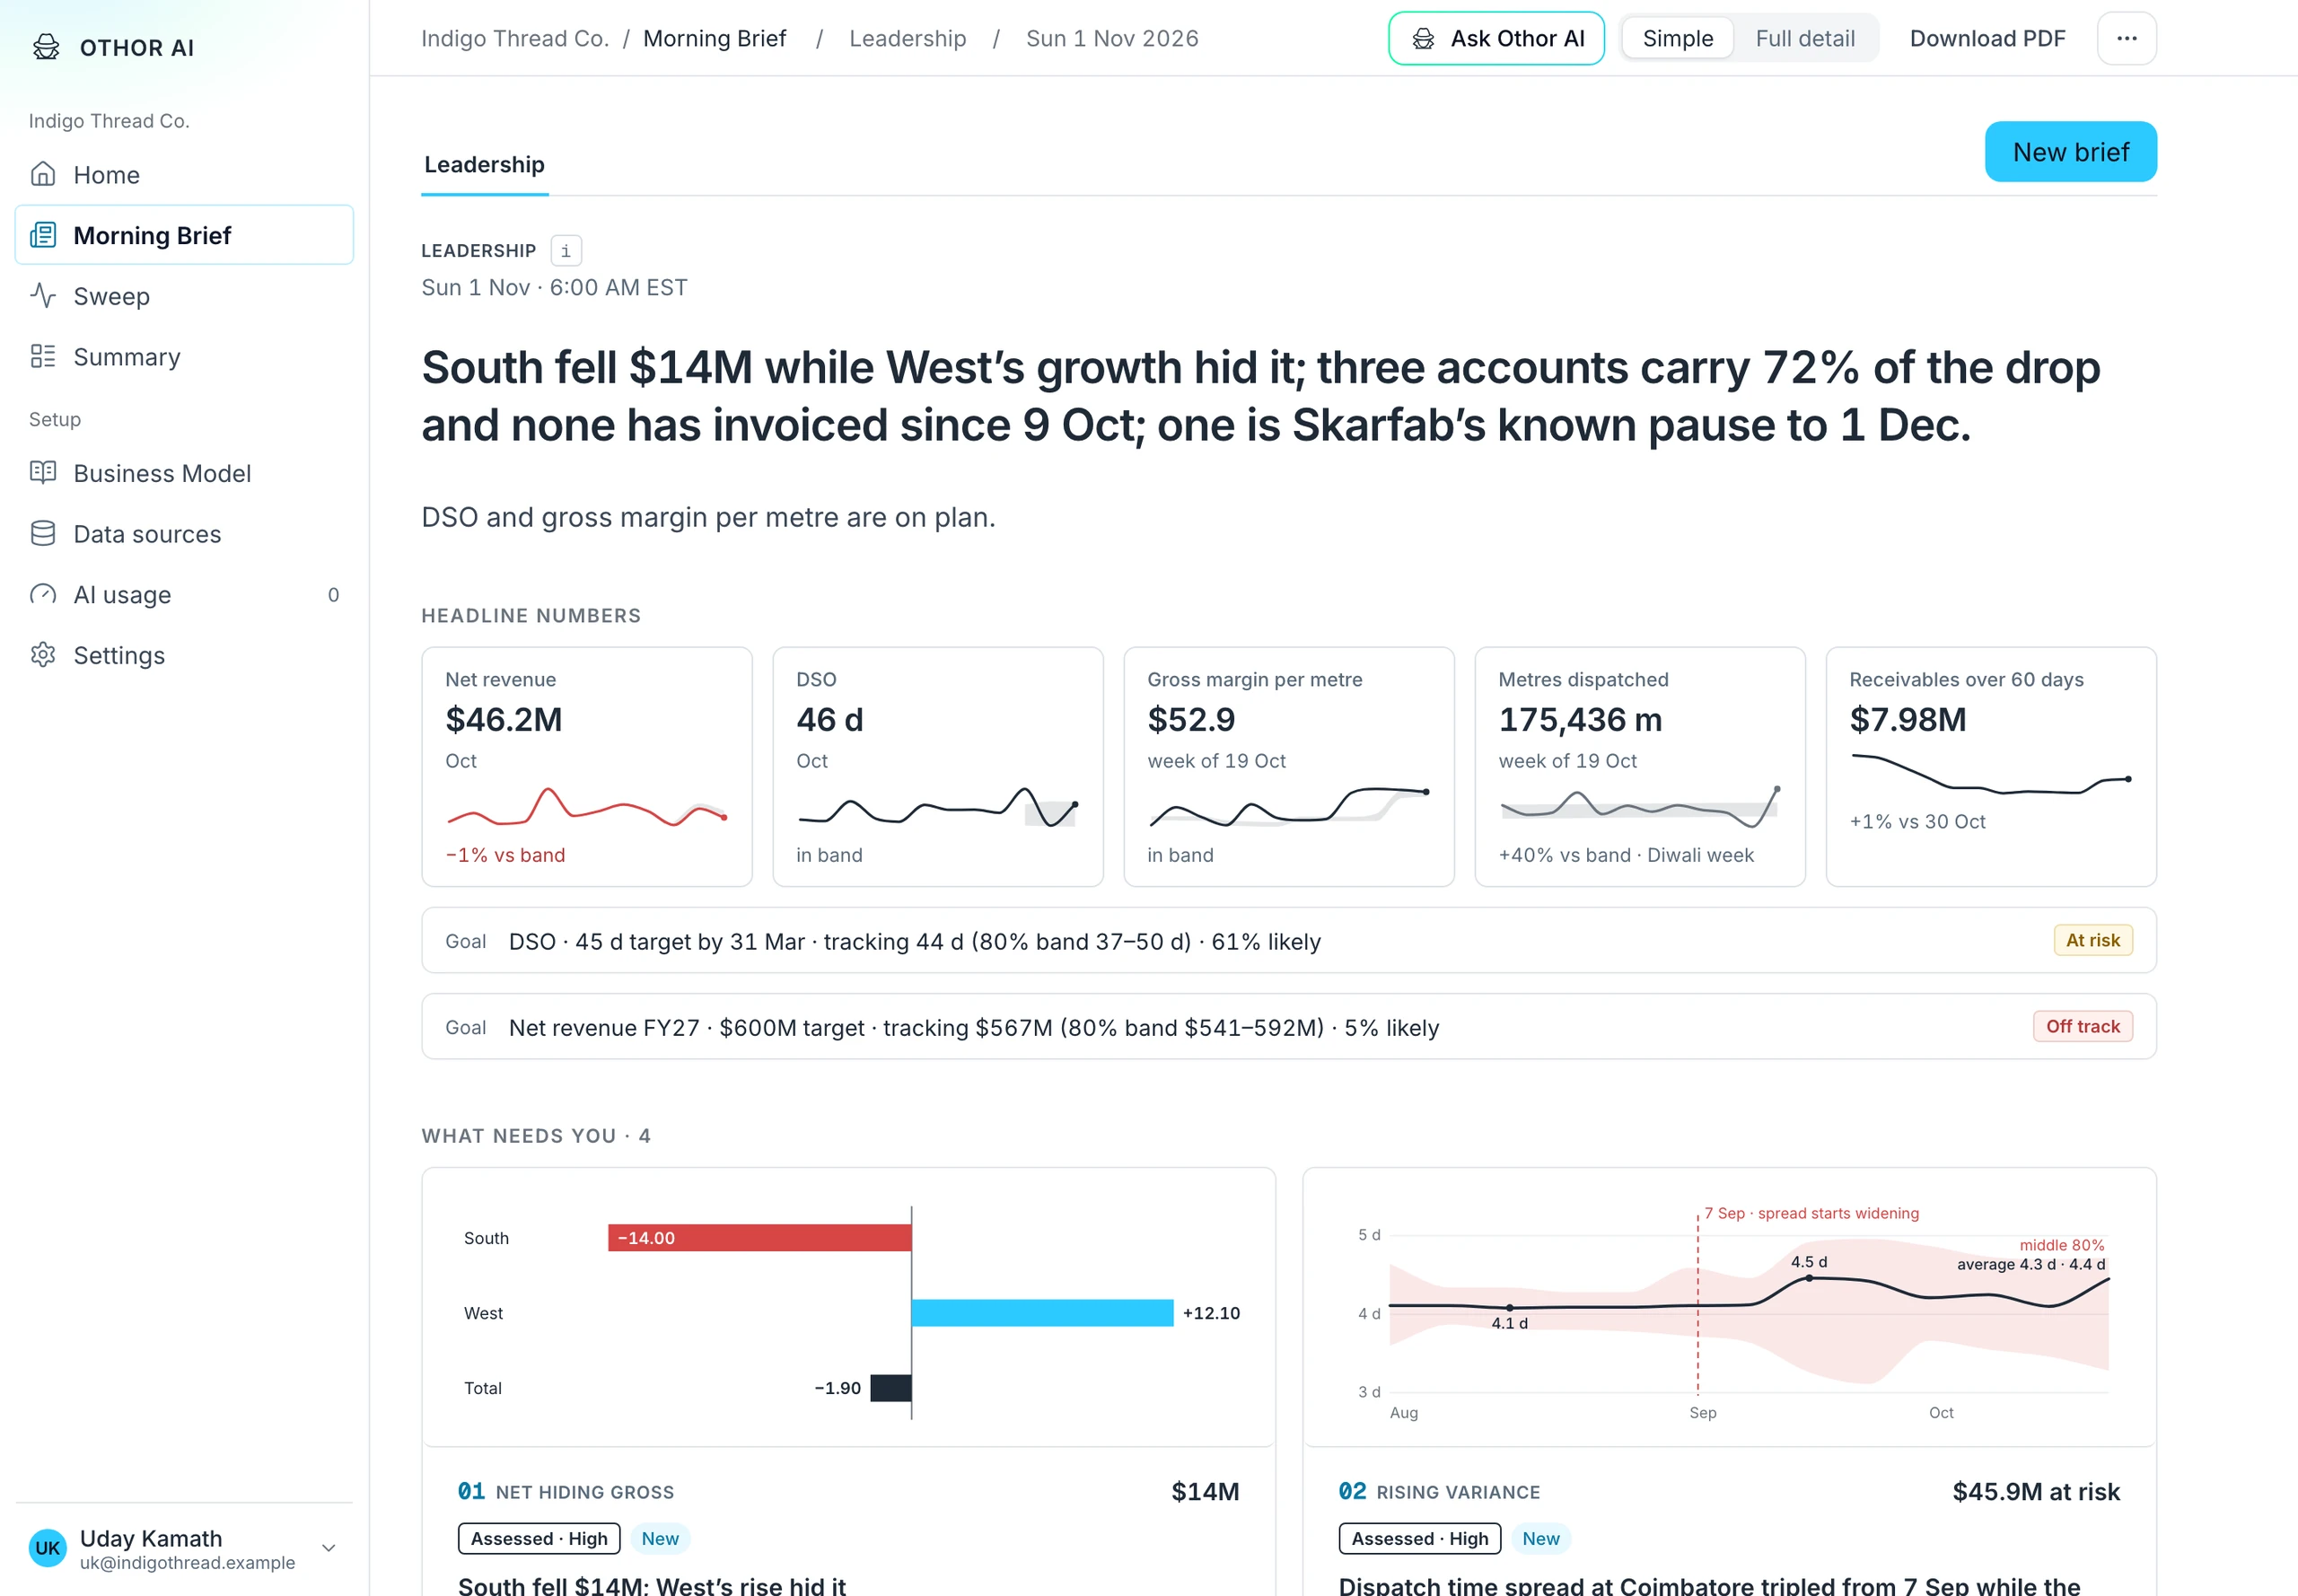 OTHOR AI
Indigo Thread Co.
Home
Morning Brief
Sweep
Summary
Setup
Business Model
Data sources
AI usage 0
Settings
UK
Uday Kamath
uk@indigothread.example
Indigo Thread Co. / Morning Brief / Leadership / Sun 1 Nov 2026
Ask Othor AI
Simple Full detail
Download PDF
...
Leadership
New brief
LEADERSHIP i
Sun 1 Nov · 6:00 AM EST
South fell $14M while West’s growth hid it; three accounts carry 72% of the drop
and none has invoiced since 9 Oct; one is Skarfab’s known pause to 1 Dec.
DSO and gross margin per metre are on plan.
HEADLINE NUMBERS
Net revenue
$46.2M
Oct
−1% vs band
DSO
46 d
Oct
in band
Gross margin per metre
$52.9
week of 19 Oct
in band
Metres dispatched
175,436 m
week of 19 Oct
+40% vs band · Diwali week
Receivables over 60 days
$7.98M
+1% vs 30 Oct
Goal DSO · 45 d target by 31 Mar · tracking 44 d (80% band 37–50 d) · 61% likely At risk
Goal Net revenue FY27 · $600M target · tracking $567M (80% band $541–592M) · 5% likely Off track
WHAT NEEDS YOU · 4
South −14.00
West +12.10
Total −1.90
01 NET HIDING GROSS $14M
Assessed · High New
South fell $14M; West’s rise hid it
7 Sep · spread starts widening
5 d
middle 80%
4.5 d
average 4.3 d · 4.4 d
4 d
4.1 d
3 d
Aug Sep Oct
02 RISING VARIANCE $45.9M at risk
Assessed · High New
Dispatch time spread at Coimbatore tripled from 7 Sep while the